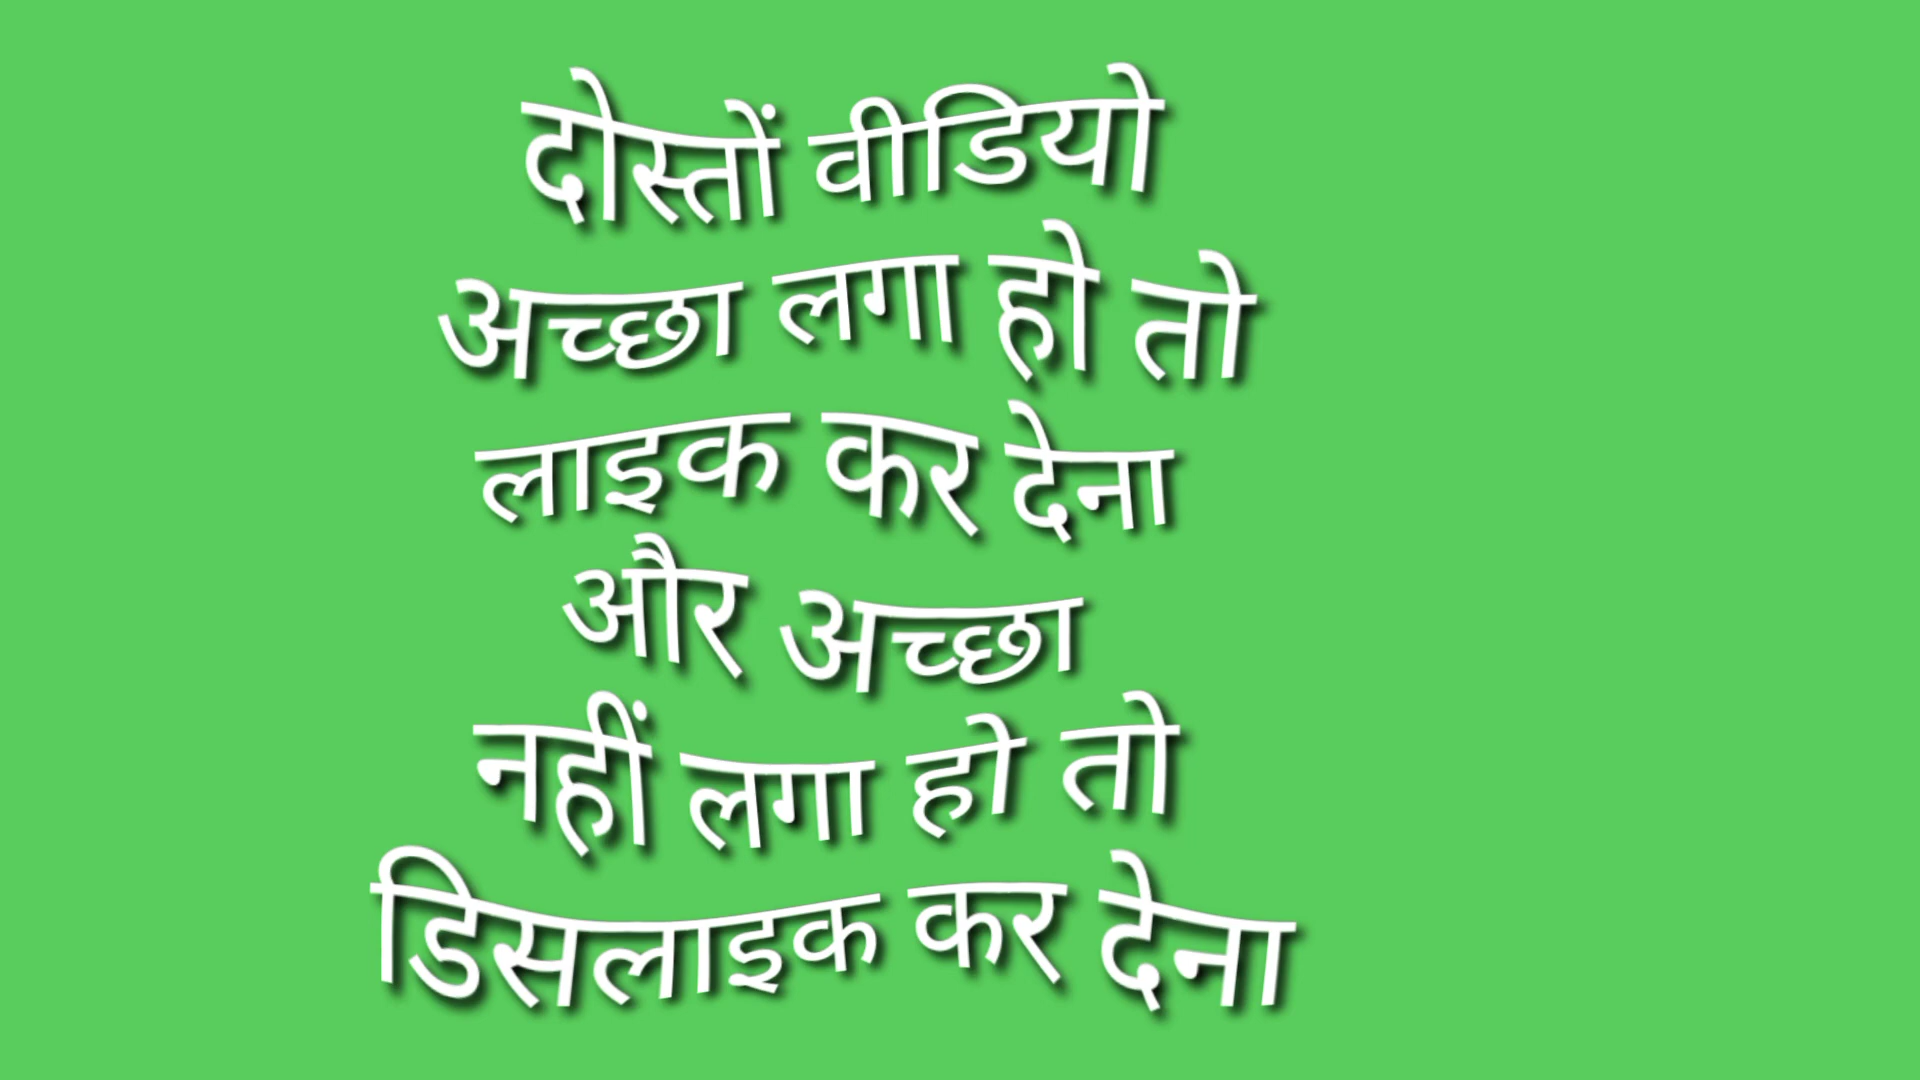 दोस्तों वीडियो
अच्छा लगा हो तो
लाइक कर देना
और अच्छा
नहीं लगा हो तो
डिसलाइक कर देना